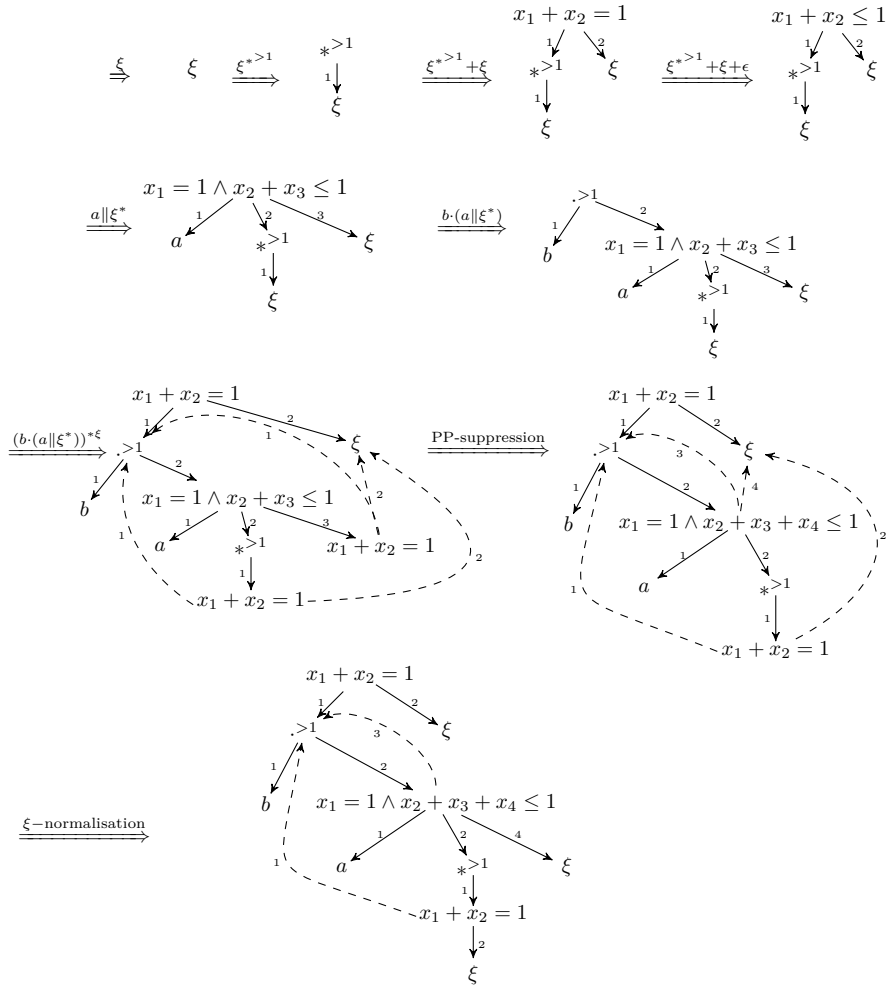 ξ ⇒ ξ
ξ^{*^{>1}} ⇒ *^{>1} 1 ξ
ξ^{*^{>1}}+ξ ⇒ x₁ + x₂ = 1 1 2 *^{>1} ξ 1 ξ
ξ^{*^{>1}}+ξ+ϵ ⇒ x₁ + x₂ ≤ 1 1 2 *^{>1} ξ 1 ξ
a∥ξ^* ⇒ x₁ = 1 ∧ x₂ + x₃ ≤ 1 1 2 3 a *^{>1} ξ 1 ξ
b·(a∥ξ^*) ⇒ .^{>1} 1 2 b x₁ = 1 ∧ x₂ + x₃ ≤ 1 1 2 3 a *^{>1} ξ 1 ξ
(b·(a∥ξ^*))^{*ξ} ⇒ x₁ + x₂ = 1 1 2 1 .^{>1} ξ 1 2 2 b x₁ = 1 ∧ x₂ + x₃ ≤ 1 1 2 3 1 a *^{>1} x₁ + x₂ = 1 1 2 x₁ + x₂ = 1
PP-suppression ⇒ x₁ + x₂ = 1 1 2 .^{>1} 3 ξ 1 2 4 b x₁ = 1 ∧ x₂ + x₃ + x₄ ≤ 1 2 1 2 a *^{>1} 1 1 x₁ + x₂ = 1
ξ−normalisation ⇒ x₁ + x₂ = 1 1 2 .^{>1} 3 ξ 1 2 b x₁ = 1 ∧ x₂ + x₃ + x₄ ≤ 1 1 2 4 a *^{>1} ξ 1 1 x₁ + x₂ = 1 2 ξ